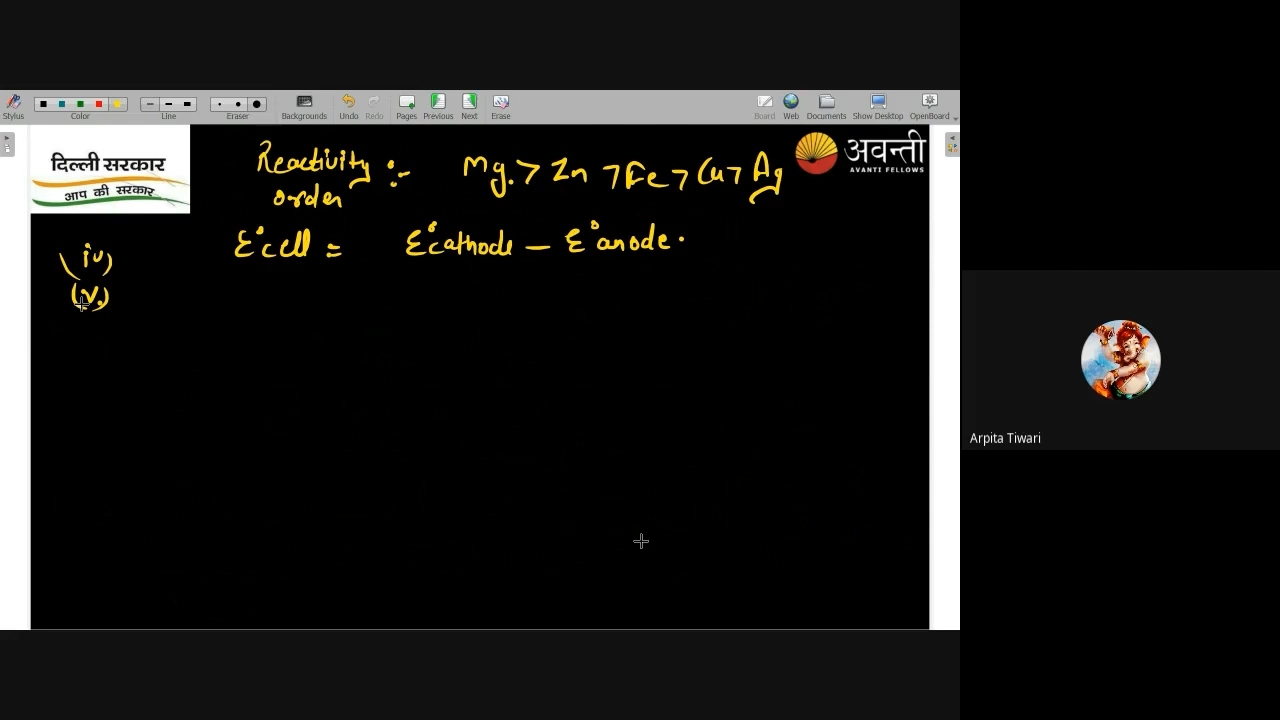 Stylus Color Line Eraser Backgrounds Undo Redo Pages Previous Next Erase Board Web Documents Show Desktop OpenBoard
दिल्ली सरकार
आप की सरकार
Reactivity order :- Mg. > Zn > Fe > Cu > Ag
अवन्ती
AVANTI FELLOWS
E°cell = E°cathode — E°anode.
(iv)
(v.)
Arpita Tiwari